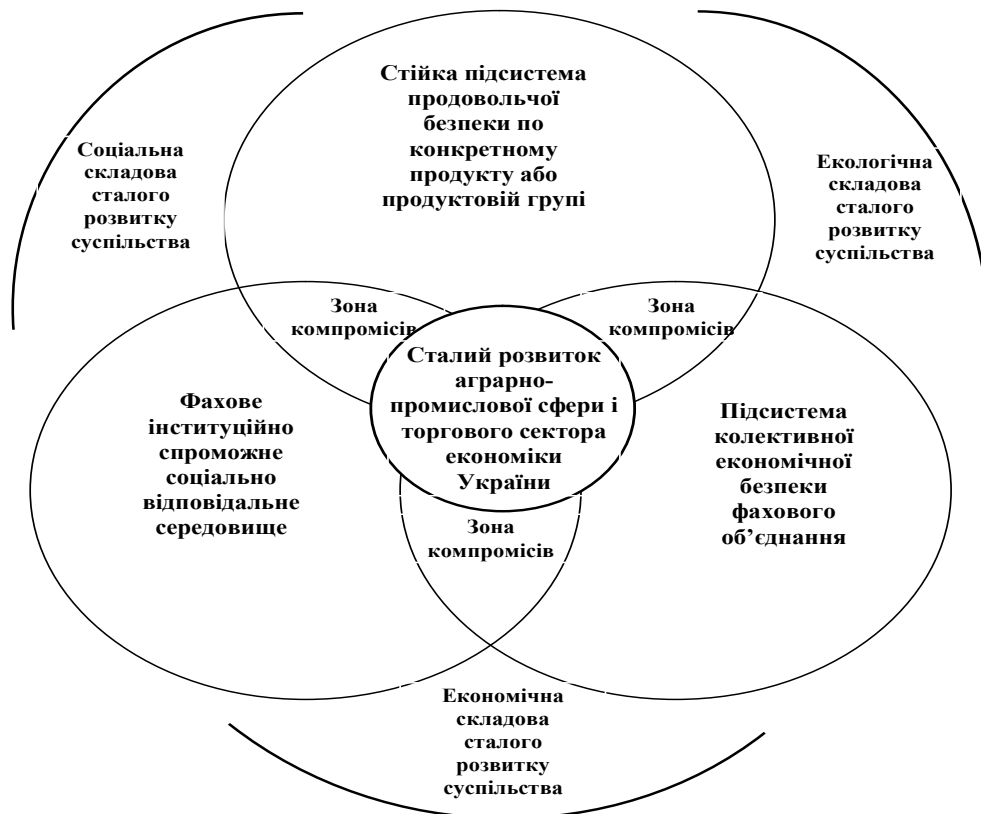 Стійка підсистема
продовольчої
безпеки по
конкретному
продукту або
продуктовій групі
Соціальна
складова
сталого
розвитку
суспільства
Екологічна
складова
сталого
розвитку
суспільства
Зона
компромісів
Зона
компромісів
Сталий розвиток
аграрно-
промислової сфери і
торгового сектора
економіки
України
Фахове
інституційно
спроможне
соціально
відповідальне
середовище
Підсистема
колективної
економічної
безпеки
фахового
об’єднання
Зона
компромісів
Економічна
складова
сталого
розвитку
суспільства